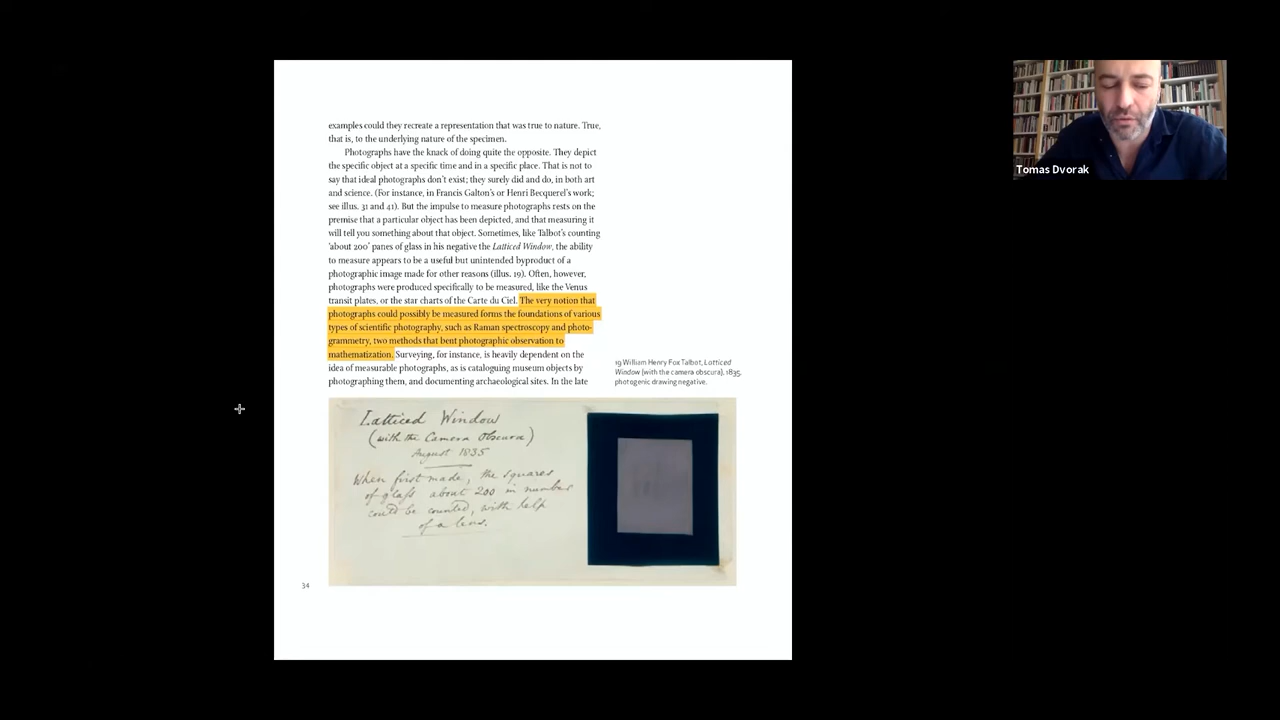 examples could they recreate a representation that was true to nature. True,
that is, to the underlying nature of the specimen.
Photographs have the knack of doing quite the opposite. They depict
the specific object at a specific time and in a specific place. That is not to
say that ideal photographs don't exist; they surely did and do, in both art
and science. (For instance, in Francis Galton's or Henri Becquerel's work;
see illus. 31 and 41). But the impulse to measure photographs rests on the
premise that a particular object has been depicted, and that measuring it
will tell you something about that object. Sometimes, like Talbot's counting
'about 200' panes of glass in his negative the Latticed Window, the ability
to measure appears to be a useful but unintended byproduct of a
photographic image made for other reasons (illus. 19). Often, however,
photographs were produced specifically to be measured, like the Venus
transit plates, or the star charts of the Carte du Ciel. The very notion that
photographs could possibly be measured forms the foundations of various
types of scientific photography, such as Raman spectroscopy and photo-
grammetry, two methods that bent photographic observation to
mathematization. Surveying, for instance, is heavily dependent on the
idea of measurable photographs, as is cataloguing museum objects by
photographing them, and documenting archaeological sites. In the late
19 William Henry Fox Talbot, Latticed
Window (with the camera obscura), 1835,
photogenic drawing negative.
Latticed Window
(with the Camera Obscura)
August 1835
When first made, the squares
of glass about 200 in number
could be counted, with help
of a lens.
34
Tomas Dvorak